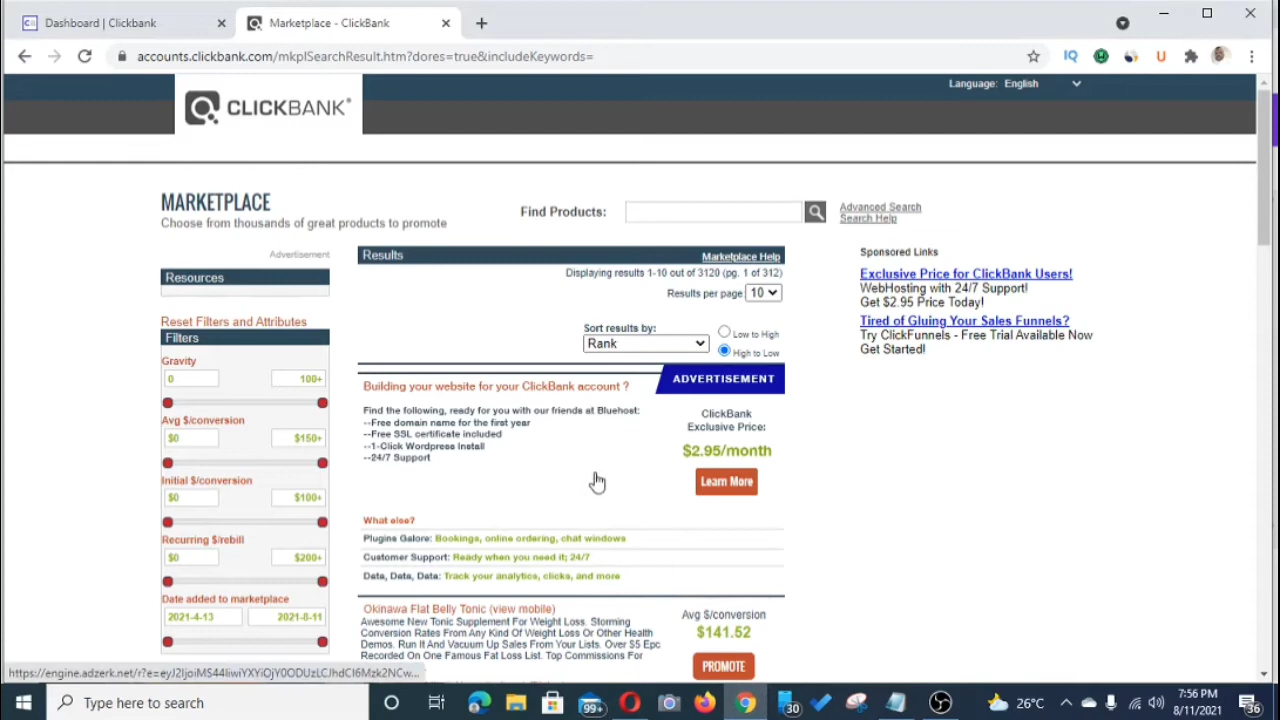 Dashboard | Clickbank
Marketplace - ClickBank
accounts.clickbank.com/mkplSearchResult.htm?dores=true&includeKeywords=
Language: English
CLICKBANK®
MARKETPLACE
Choose from thousands of great products to promote
Find Products:
Advanced Search
Search Help
Advertisement
Resources
Reset Filters and Attributes
Filters
Gravity
0 100+
Avg $/conversion
$0 $150+
Initial $/conversion
$0 $100+
Recurring $/rebill
$0 $200+
Date added to marketplace
2021-4-13 2021-8-11
Results
Marketplace Help
Displaying results 1-10 out of 3120 (pg. 1 of 312)
Results per page 10
Sort results by:
Rank
Low to High
High to Low
ADVERTISEMENT
Building your website for your ClickBank account ?
Find the following, ready for you with our friends at Bluehost:
--Free domain name for the first year
--Free SSL certificate included
--1-Click Wordpress Install
--24/7 Support
ClickBank
Exclusive Price:
$2.95/month
Learn More
What else?
Plugins Galore: Bookings, online ordering, chat windows
Customer Support: Ready when you need it; 24/7
Data, Data, Data: Track your analytics, clicks, and more
Okinawa Flat Belly Tonic (view mobile)
Awesome New Tonic Supplement For Weight Loss. Storming
Conversion Rates From Any Kind Of Weight Loss Or Other Health
Demos. Run It And Vacuum Up Sales From Your Lists. Over $5 Epc
Recorded On One Famous Fat Loss List. Top Commissions For
Avg $/conversion
$141.52
PROMOTE
Sponsored Links
Exclusive Price for ClickBank Users!
WebHosting with 24/7 Support!
Get $2.95 Price Today!
Tired of Gluing Your Sales Funnels?
Try ClickFunnels - Free Trial Available Now
Get Started!
Type here to search
99+
30
26°C
7:56 PM
8/11/2021
36